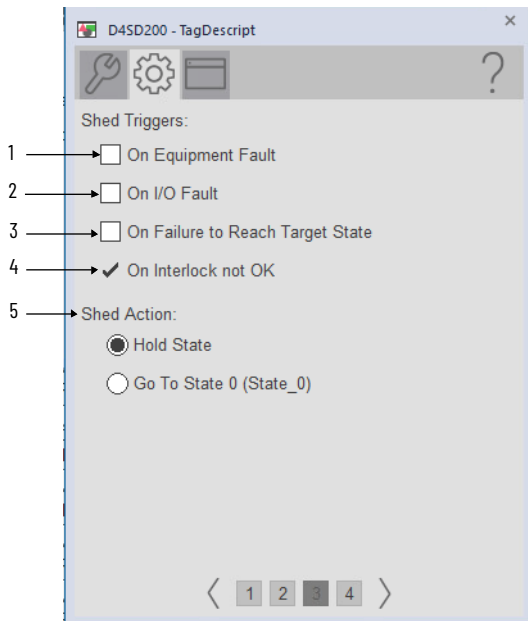 D4SD200 - TagDescript
Shed Triggers:
1 On Equipment Fault
2 On I/O Fault
3 On Failure to Reach Target State
4 On Interlock not OK
5 Shed Action:
Hold State
Go To State 0 (State_0)
1 2 3 4